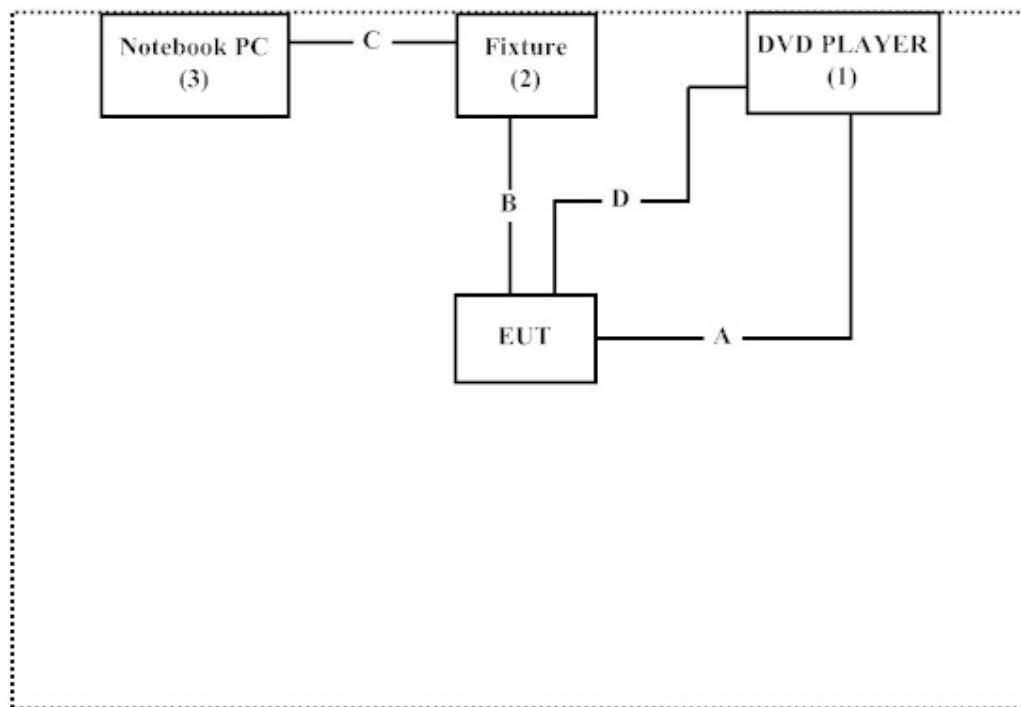 Notebook PC
(3)
C
Fixture
(2)
DVD PLAYER
(1)
B
D
EUT
A